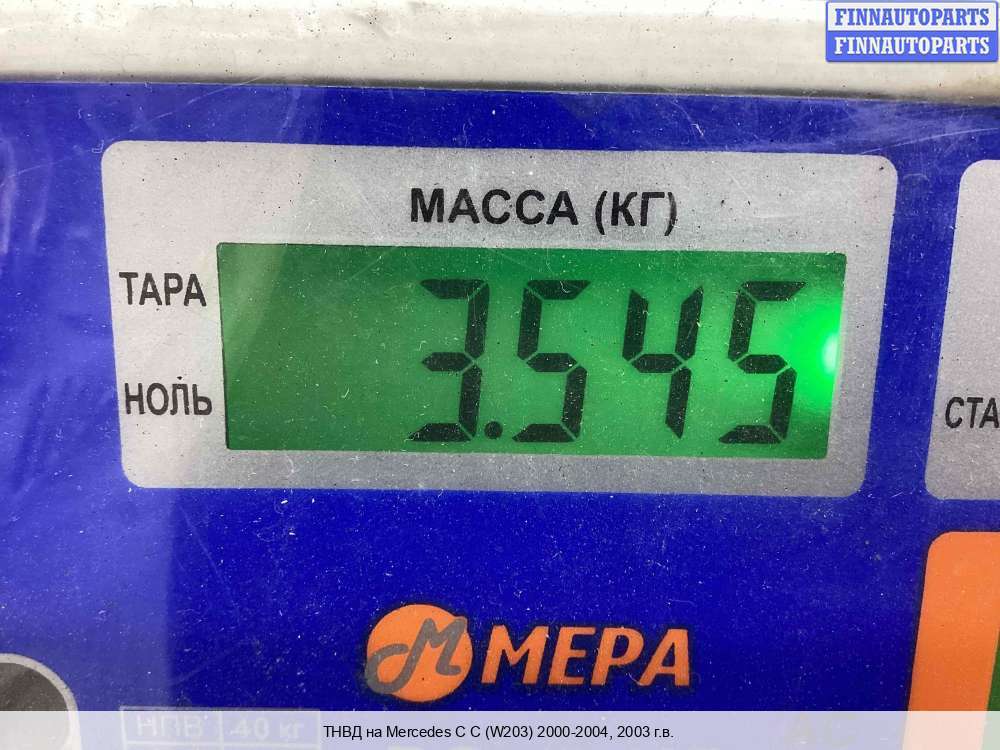 FINNAUTOPARTS
FINNAUTOPARTS
МАССА (КГ)
ТАРА
3.545
НОЛЬ
СТА
МЕРА
НПВ 40 кг
ТНВД на Mercedes C C (W203) 2000-2004, 2003 г.в.